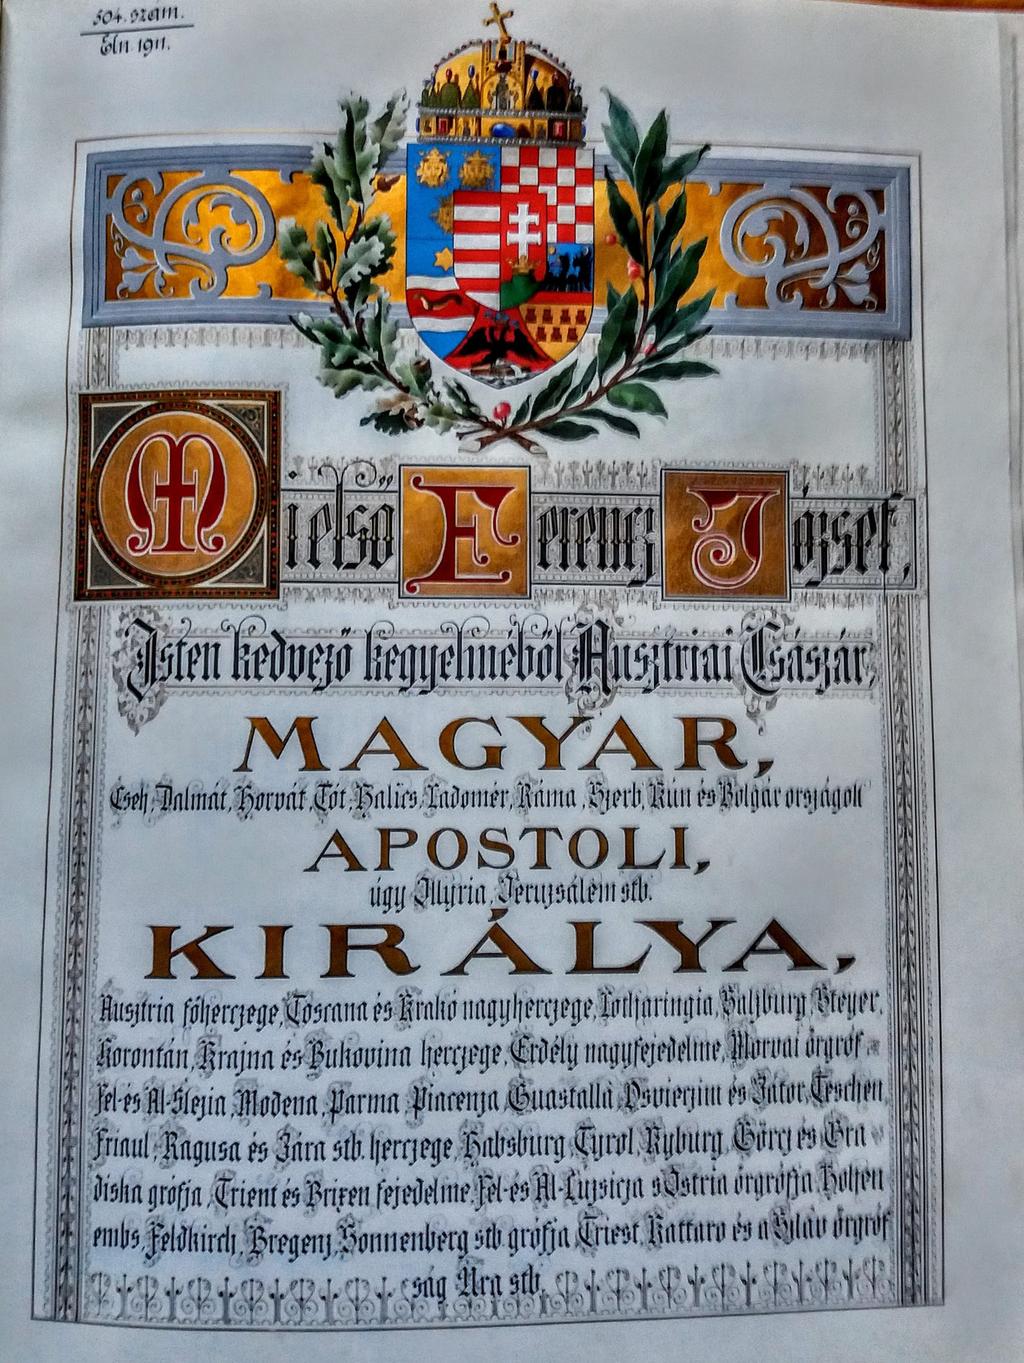 504. szám.
Eln 1911.
Mi első Ferencz József,
Isten kedvező kegyelméből Ausztriai Császár,
MAGYAR,
Cseh, Dalmát, Horvát, Tót, Halics, Ladomér, Ráma, Szerb, Kún és Bolgár országok
APOSTOLI,
úgy Illyria, Jeruzsálem stb.
KIRÁLYA,
Ausztria főherczege, Toscana és Krakó nagyherczege, Lotharingia, Salzburg, Steyer,
Korontán, Krajna és Bukovina herczege, Erdély nagyfejedelme, Morvai őrgróf,
Fel-és Al-Slézia, Modena, Parma, Piacenza, Guastalla, Osvieczim és Zátor, Teschen
Friaul, Ragusa és Zára stb. herczege, Habsburg, Tyrol, Kyburg, Görcz és Gra
diska grófja, Trient és Brixen fejedelme, Fel-és Al-Luzsicza s Istria őrgrófja, Hohen
embs, Feldkirch, Bregenz, Sonnenberg stb. grófja, Triest, Kattaro és a Szláv őrgróf
ság Ura stb.